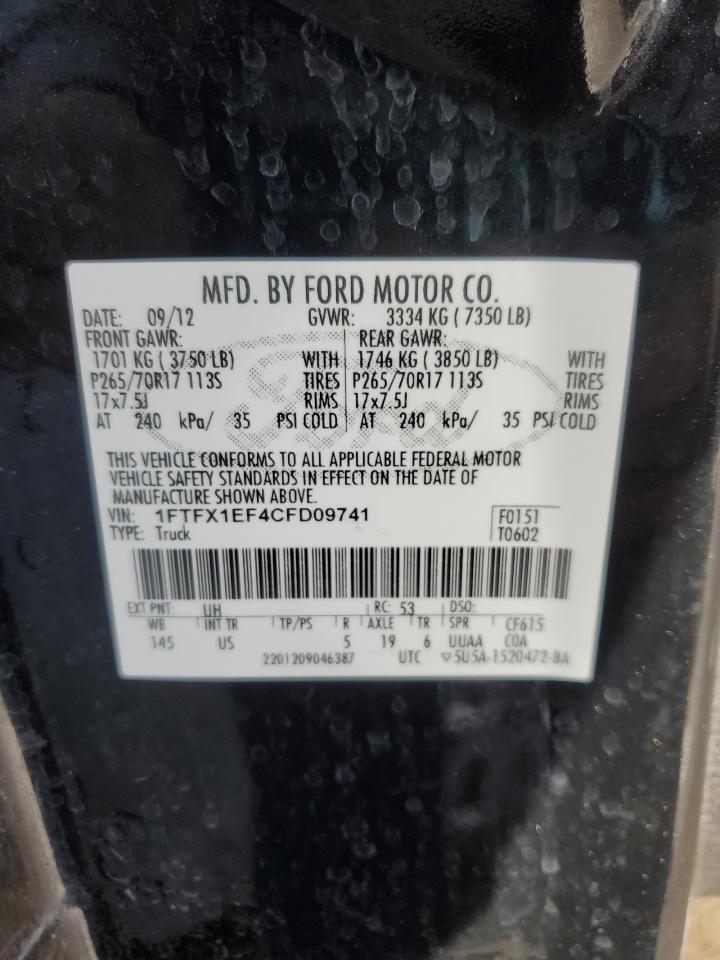 MFD. BY FORD MOTOR CO.
DATE: 09/12 GVWR: 3334 KG ( 7350 LB)
FRONT GAWR: REAR GAWR:
1701 KG ( 3750 LB) WITH 1746 KG ( 3850 LB) WITH
P265/70R17 113S TIRES P265/70R17 113S TIRES
17x7.5J RIMS 17x7.5J RIMS
AT 240 kPa/ 35 PSI COLD AT 240 kPa/ 35 PSI COLD
Ford
THIS VEHICLE CONFORMS TO ALL APPLICABLE FEDERAL MOTOR
VEHICLE SAFETY STANDARDS IN EFFECT ON THE DATE OF
MANUFACTURE SHOWN ABOVE.
VIN: 1FTFX1EF4CFD09741 F0151
TYPE: Truck T0602
EXT PNT: UH RC: 53 DSO:
WB INT TR TP/PS R AXLE TR SPR CF615
145 US 5 19 6 UUAA CQA
2201209046387 UTC ▽5U5A-1520472-BA